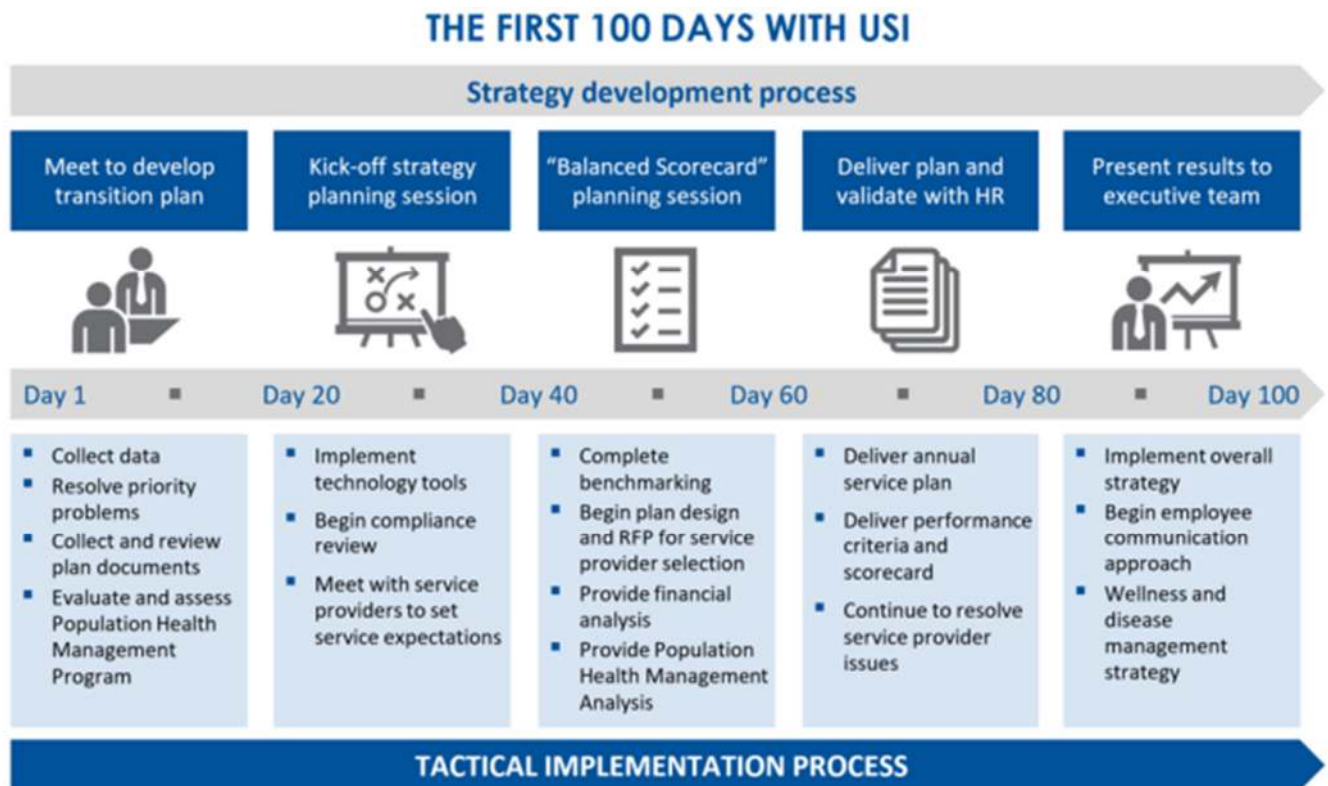 THE FIRST 100 DAYS WITH USI
Strategy development process
Meet to develop
transition plan
Kick-off strategy
planning session
“Balanced Scorecard”
planning session
Deliver plan and
validate with HR
Present results to
executive team
Day 1 ▪ Day 20 ▪ Day 40 ▪ Day 60 ▪ Day 80 ▪ Day 100
▪ Collect data
▪ Resolve priority
problems
▪ Collect and review
plan documents
▪ Evaluate and assess
Population Health
Management
Program
▪ Implement
technology tools
▪ Begin compliance
review
▪ Meet with service
providers to set
service expectations
▪ Complete
benchmarking
▪ Begin plan design
and RFP for service
provider selection
▪ Provide financial
analysis
▪ Provide Population
Health Management
Analysis
▪ Deliver annual
service plan
▪ Deliver performance
criteria and
scorecard
▪ Continue to resolve
service provider
issues
▪ Implement overall
strategy
▪ Begin employee
communication
approach
▪ Wellness and
disease
management
strategy
TACTICAL IMPLEMENTATION PROCESS